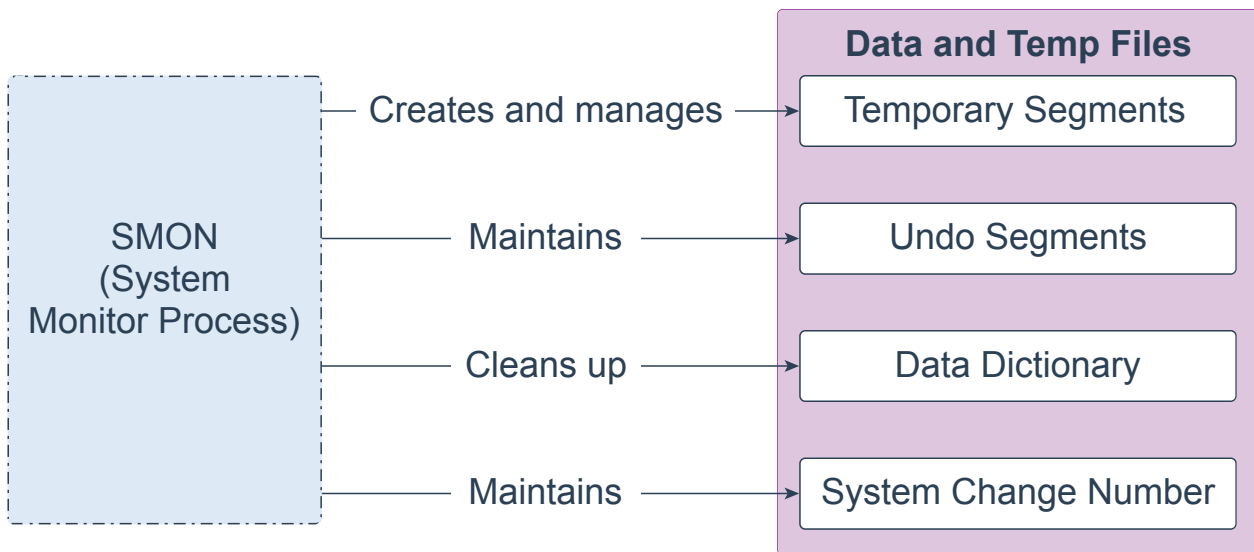 Data and Temp Files
Creates and manages
Temporary Segments
SMON
(System
Monitor Process)
Maintains
Undo Segments
Cleans up
Data Dictionary
Maintains
System Change Number